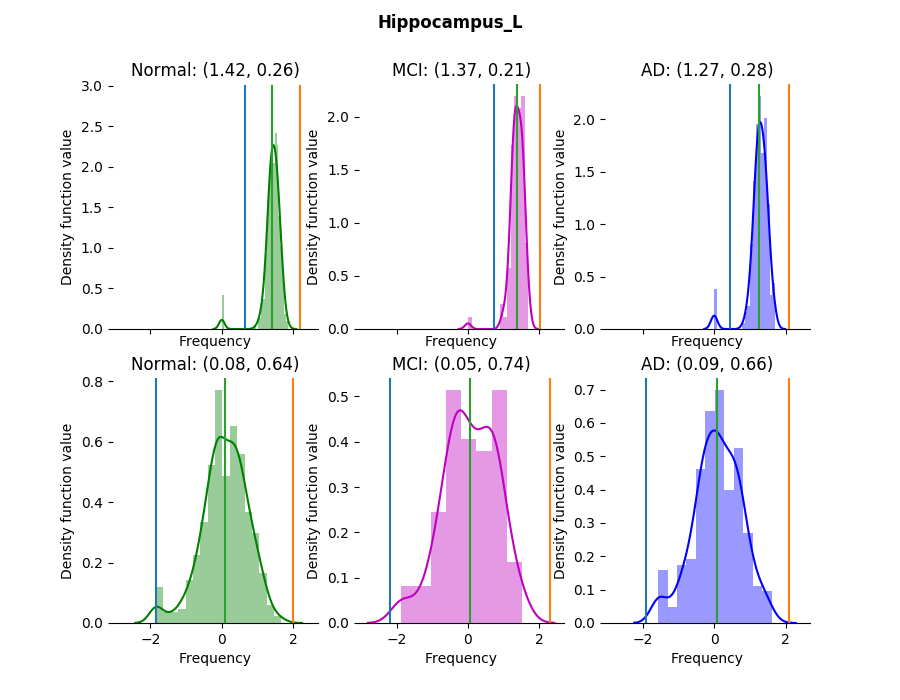 Hippocampus_L
Normal: (1.42, 0.26)
MCI: (1.37, 0.21)
AD: (1.27, 0.28)
Density function value
3.0
2.5
2.0
1.5
1.0
0.5
0.0
Frequency
Density function value
2.0
1.5
1.0
0.5
0.0
Frequency
Density function value
2.0
1.5
1.0
0.5
0.0
Frequency
Normal: (0.08, 0.64)
MCI: (0.05, 0.74)
AD: (0.09, 0.66)
Density function value
0.8
0.6
0.4
0.2
0.0
−2
0
2
Frequency
Density function value
0.5
0.4
0.3
0.2
0.1
0.0
−2
0
2
Frequency
Density function value
0.7
0.6
0.5
0.4
0.3
0.2
0.1
0.0
−2
0
2
Frequency